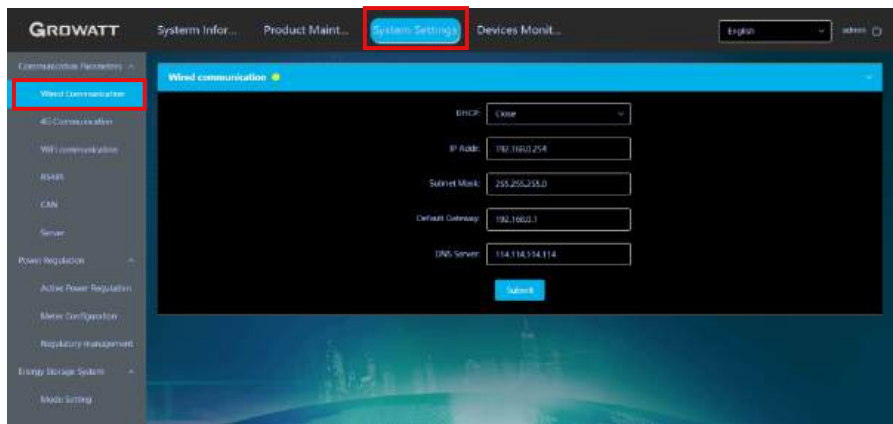 GROWATT
Systerm Infor...
Product Maint...
System Settings
Devices Monit...
English
admin
Communication Parameters
Wired Communication
4G Communication
WiFi communication
RS485
CAN
Server
Power Regulation
Active Power Regulation
Meter Configuration
Regulatory management
Energy Storage System
Mode Setting
Wired communication
DHCP: Close
IP Addr: 192.168.0.254
Subnet Mask: 255.255.255.0
Default Gateway: 192.168.0.1
DNS Server: 114.114.114.114
Submit